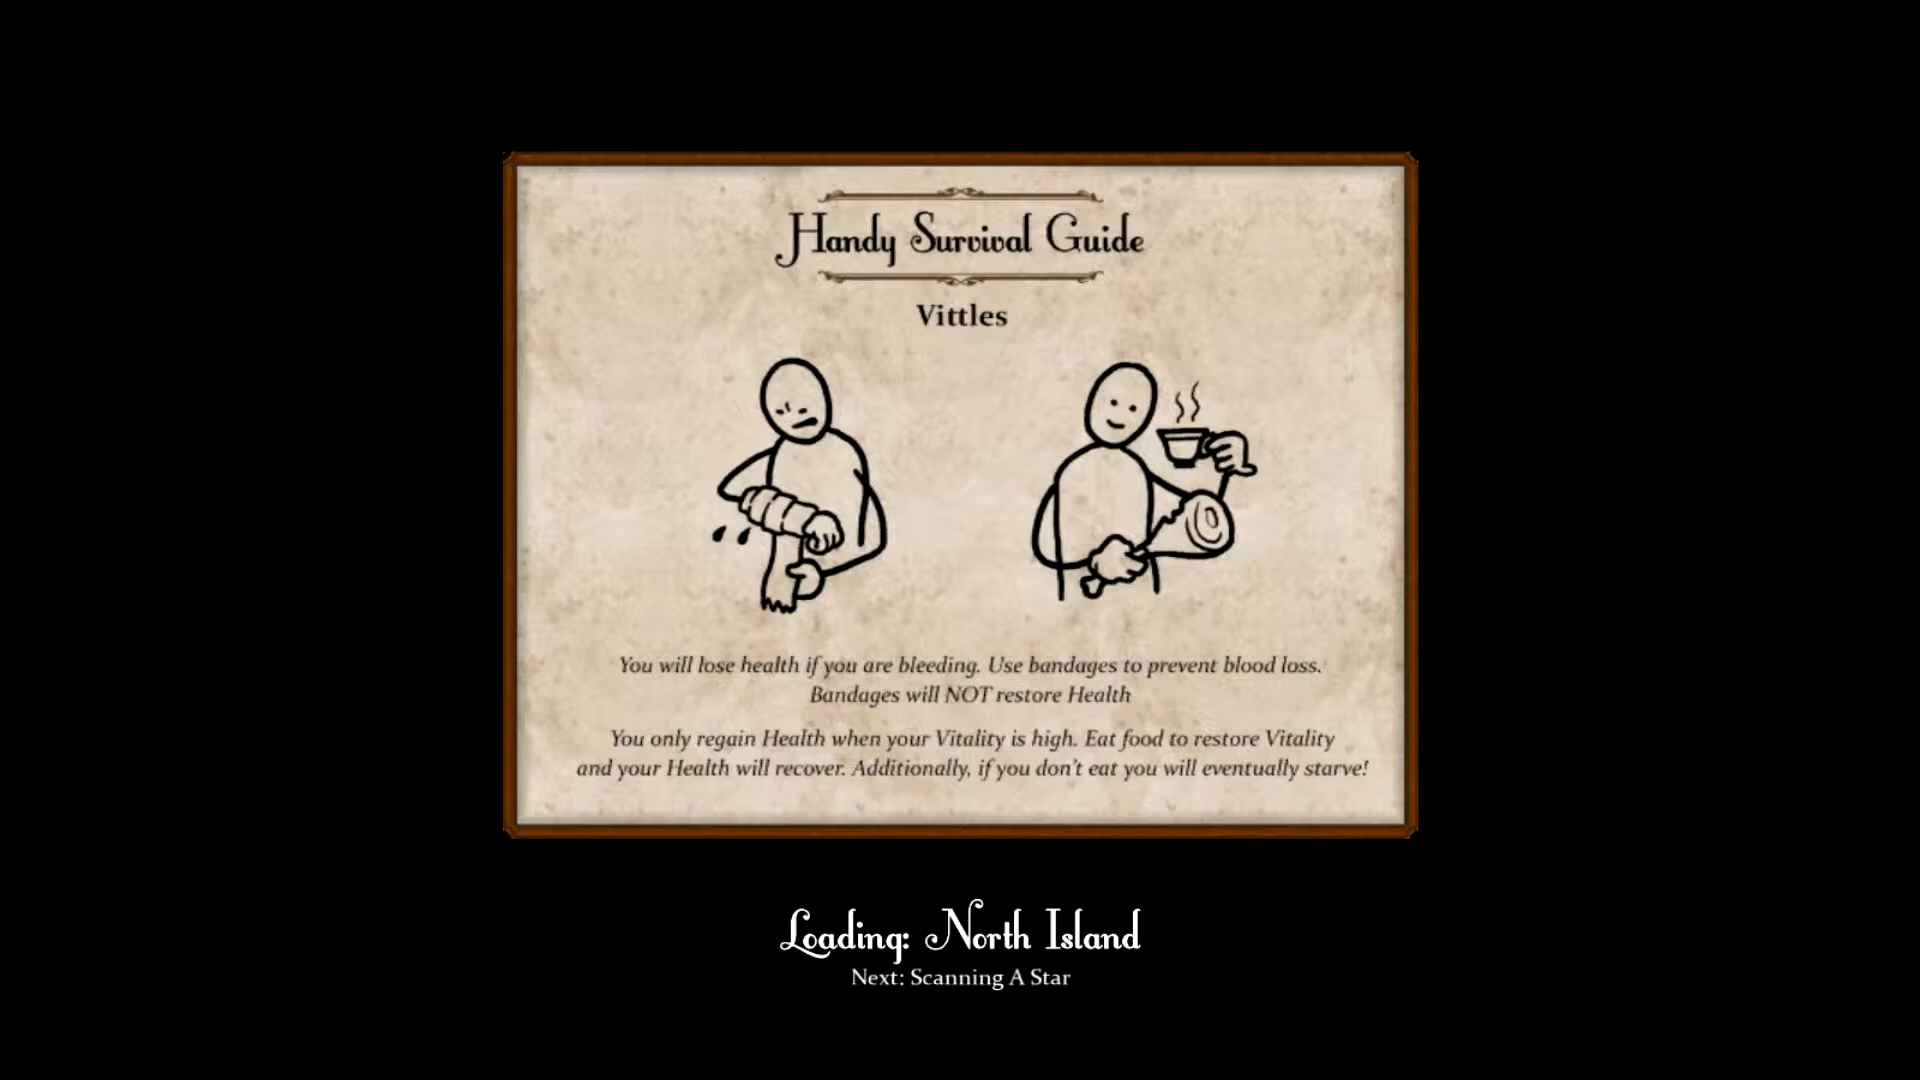 Handy Survival Guide
Vittles
You will lose health if you are bleeding. Use bandages to prevent blood loss.
Bandages will NOT restore Health
You only regain Health when your Vitality is high. Eat food to restore Vitality
and your Health will recover. Additionally, if you don't eat you will eventually starve!
Loading: North Island
Next: Scanning A Star